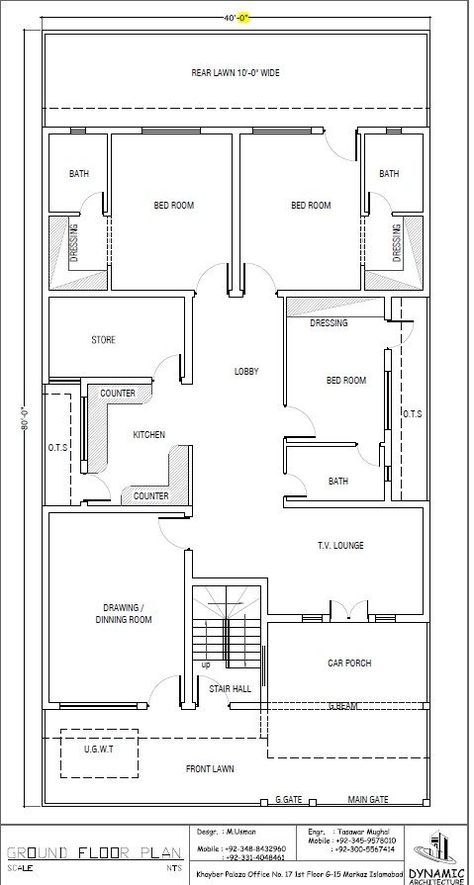 40'-0"
REAR LAWN 10'-0" WIDE
BATH
BED ROOM
BED ROOM
BATH
DRESSING
DRESSING
STORE
LOBBY
DRESSING
BED ROOM
80'-0"
COUNTER
KITCHEN
O.T.S
O.T.S
COUNTER
BATH
T.V. LOUNGE
DRAWING /
DINNING ROOM
up
STAIR HALL
CAR PORCH
G.BEAM
U.G.W.T
FRONT LAWN
G.GATE
MAIN GATE
GROUND FLOOR PLAN
SCALE NTS
Desgr. : M.Usman
Mobile : +92-348-8432960
: +92-331-4048461
Engr. : Tasawar Mughal
Mobile : +92-345-9578010
: +92-300-5567414
Khayber Palaza Office No. 17 1st Floor G-15 Markaz Islamabad
DYNAMIC
ARCHITECTURE